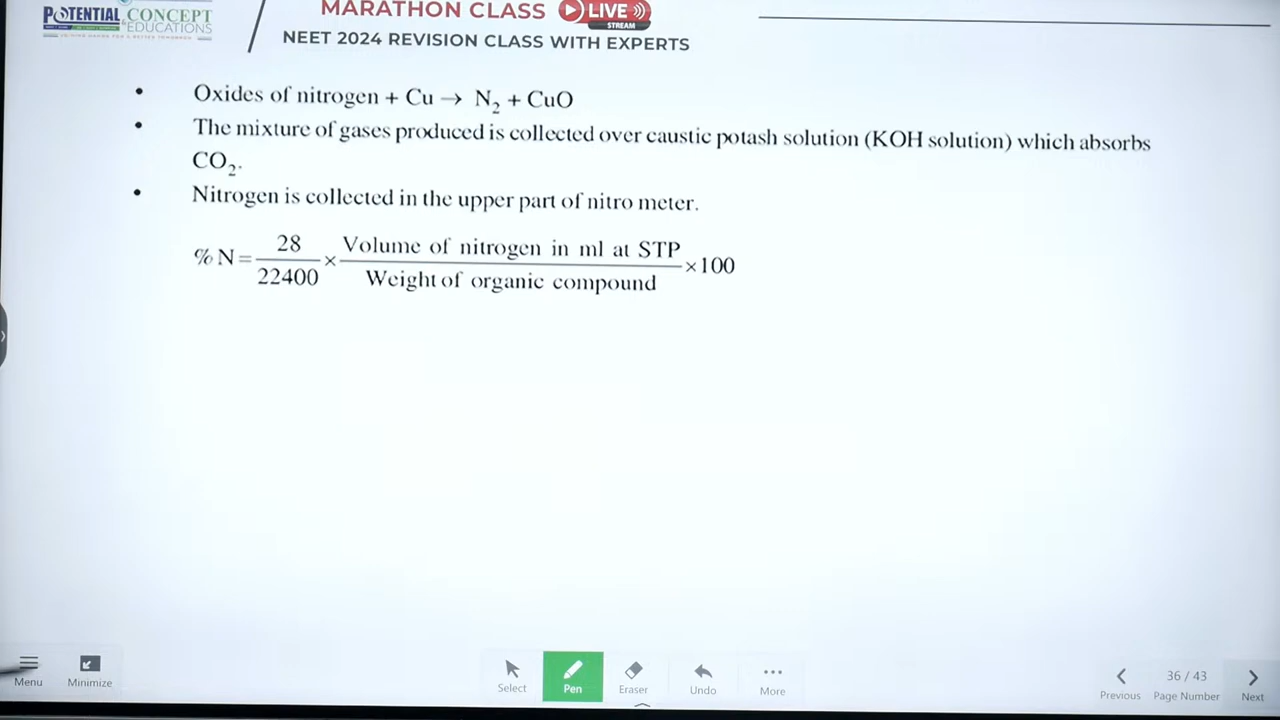 POTENTIAL CONCEPT
EDUCATIONS
MARATHON CLASS LIVE
STREAM
NEET 2024 REVISION CLASS WITH EXPERTS
• Oxides of nitrogen + Cu → N₂ + CuO
• The mixture of gases produced is collected over caustic potash solution (KOH solution) which absorbs
CO₂.
• Nitrogen is collected in the upper part of nitro meter.
% N = 28/22400 × Volume of nitrogen in ml at STP/Weight of organic compound ×100
Menu Minimize Select Pen Eraser Undo More Previous 36 / 43 Page Number Next